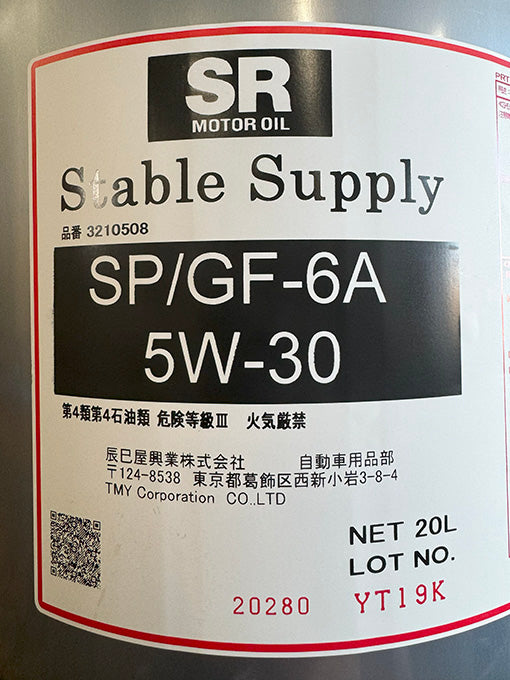 SR
MOTOR OIL
Stable Supply
品番 3210508
SP/GF-6A
5W-30
第4類第4石油類 危険等級Ⅲ 火気厳禁
辰巳屋興業株式会社 自動車用品部
〒124-8538 東京都葛飾区西新小岩3-8-4
TMY Corporation CO.,LTD
NET 20L
LOT NO.
20280 YT19K
PRT